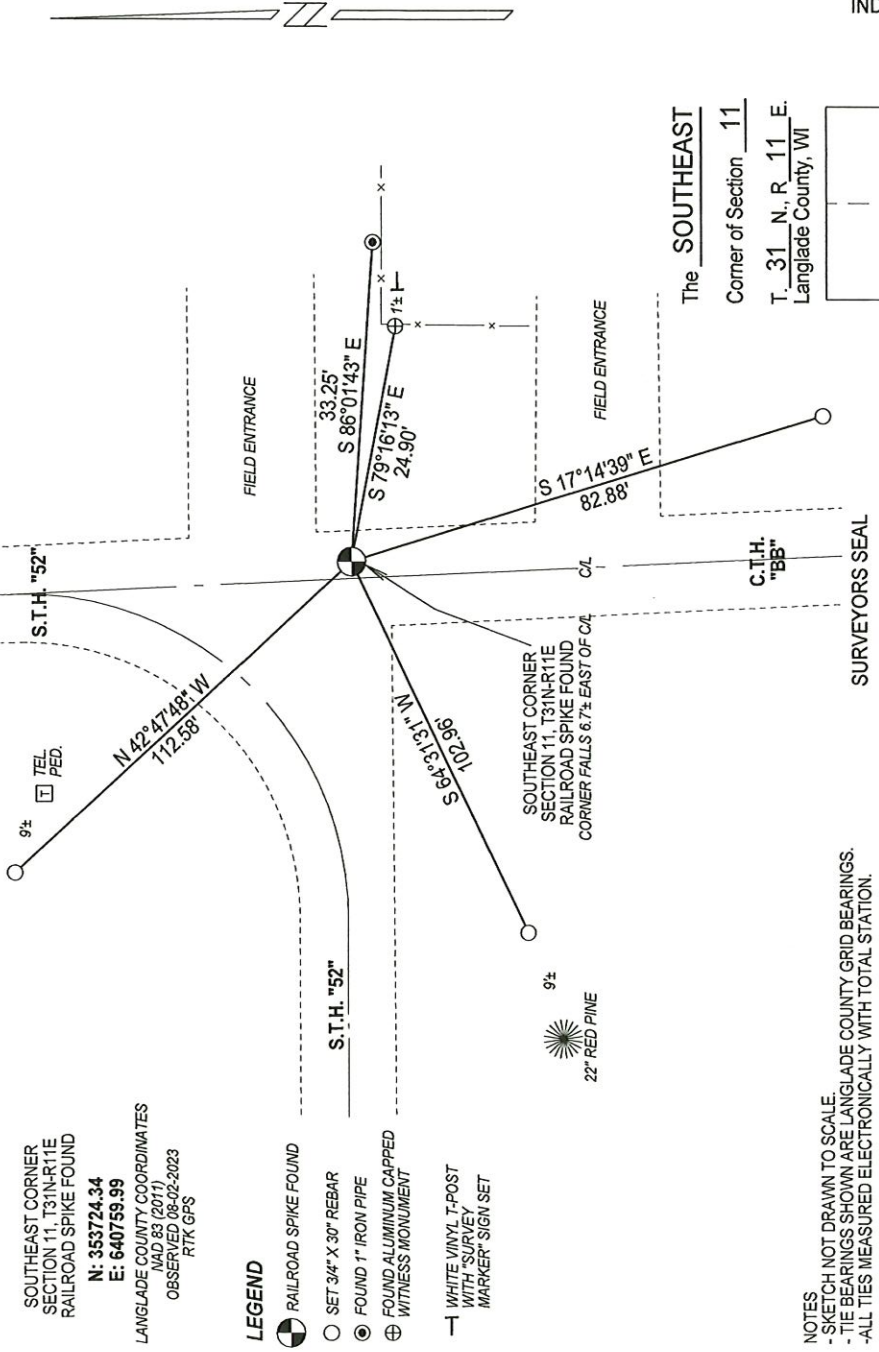 IND
SOUTHEAST CORNER
SECTION 11, T31N-R11E
RAILROAD SPIKE FOUND
N: 353724.34
E: 640759.99
LANGLADE COUNTY COORDINATES
NAD 83 (2011)
OBSERVED 08-02-2023
RTK GPS
LEGEND
RAILROAD SPIKE FOUND
SET 3/4" X 30" REBAR
FOUND 1" IRON PIPE
FOUND ALUMINUM CAPPED
WITNESS MONUMENT
WHITE VINYL T-POST
WITH "SURVEY
MARKER" SIGN SET
9'±
T TEL.
PED.
N 42°47'48" W
112.58'
S.T.H. "52"
FIELD ENTRANCE
33.25'
S 86°01'43" E
S 79°16'13" E
24.90'
1'±
S.T.H. "52"
S 64°31'31" W
102.96'
9'±
22" RED PINE
SOUTHEAST CORNER
SECTION 11, T31N-R11E
RAILROAD SPIKE FOUND
CORNER FALLS 6.7'± EAST OF C/L
C/L
S 17°14'39" E
82.88'
FIELD ENTRANCE
C.T.H.
"BB"
The SOUTHEAST
Corner of Section 11
T. 31 N., R 11 E.
Langlade County, WI
SURVEYORS SEAL
NOTES
- SKETCH NOT DRAWN TO SCALE.
- TIE BEARINGS SHOWN ARE LANGLADE COUNTY GRID BEARINGS.
-ALL TIES MEASURED ELECTRONICALLY WITH TOTAL STATION.